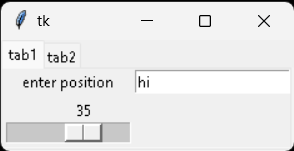 tk
tab1 tab2
enter position hi
35